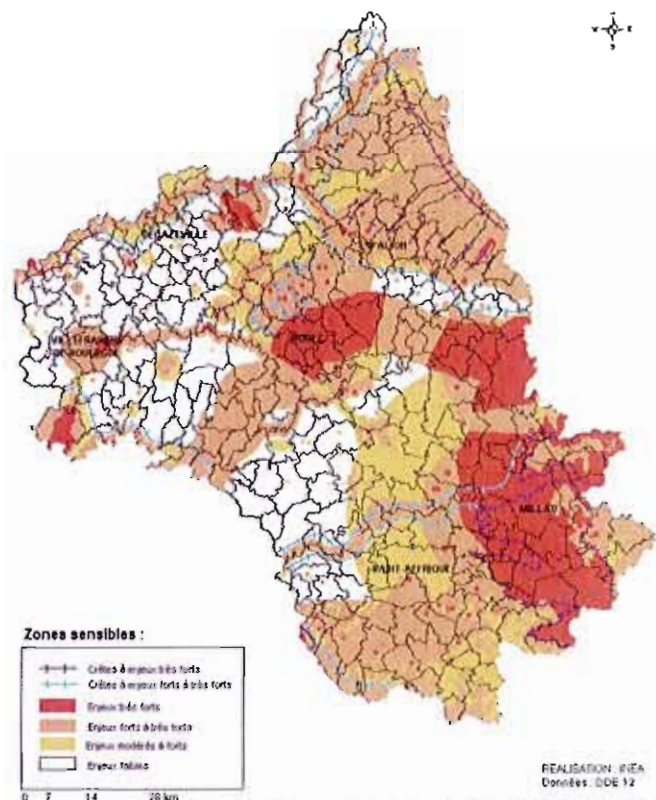 N
W E
S
DECAZEVILLE
ESPALION
VILLEFRANCHE
DE ROUERGUE
RODEZ
MILLAU
SAINT-AFFRIQUE
Zones sensibles :
Crêtes à enjeux très forts
Crêtes à enjeux forts à très forts
Enjeux très forts
Enjeux forts à très forts
Enjeux modérés à forts
Enjeux faibles
0 7 14 28 km
REALISATION : INEA
Données : DDE 12